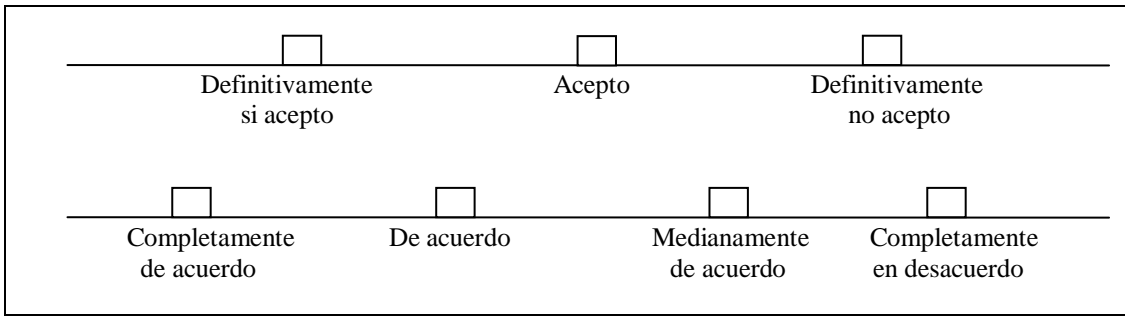 Definitivamente Acepto Definitivamente
si acepto no acepto
Completamente De acuerdo Medianamente Completamente
de acuerdo de acuerdo en desacuerdo